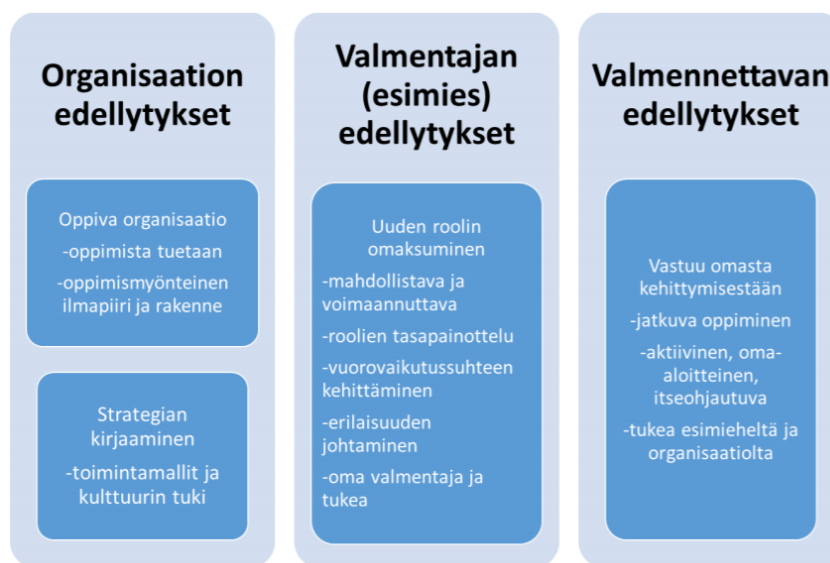 Organisaation
edellytykset
Oppiva organisaatio
-oppimista tuetaan
-oppimismyönteinen
ilmapiiri ja rakenne
Strategian
kirjaaminen
-toimintamallit ja
kulttuurin tuki
Valmentajan
(esimies)
edellytykset
Uuden roolin
omaksuminen
-mahdollistava ja
voimaannuttava
-roolien tasapainottelu
-vuorovaikutussuhteen
kehittäminen
-erilaisuuden
johtaminen
-oma valmentaja ja
tukea
Valmennettavan
edellytykset
Vastuu omasta
kehittymisestään
-jatkuva oppiminen
-aktiivinen, oma-
aloitteinen,
itseohjautuva
-tukea esimieheltä ja
organisaatiolta